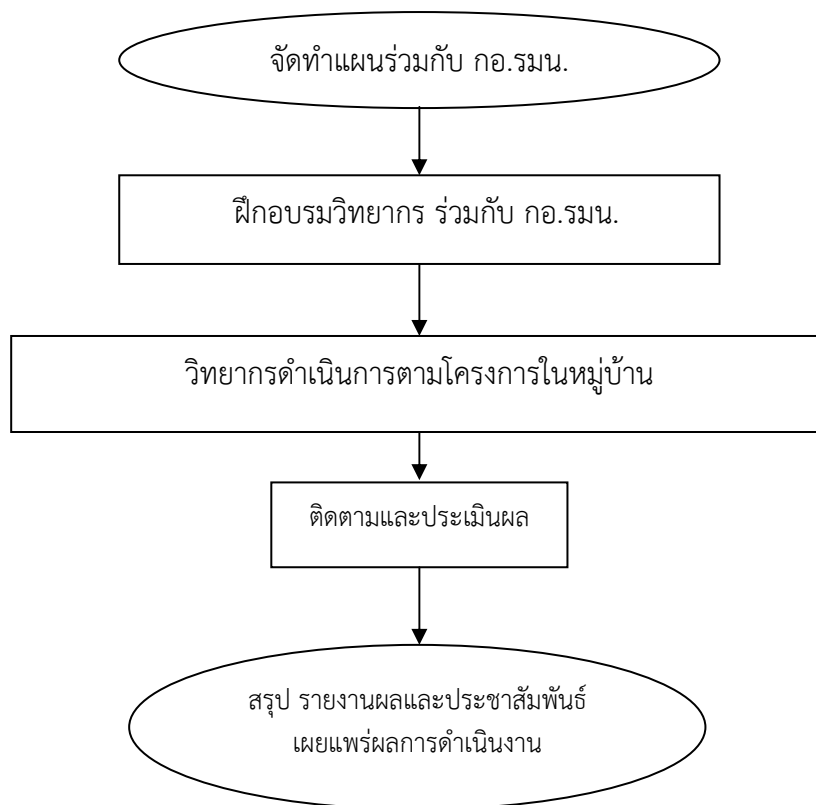 จัดทำแผนร่วมกับ กอ.รมน.
ฝึกอบรมวิทยากร ร่วมกับ กอ.รมน.
วิทยากรดำเนินการตามโครงการในหมู่บ้าน
ติดตามและประเมินผล
สรุป รายงานผลและประชาสัมพันธ์
เผยแพร่ผลการดำเนินงาน